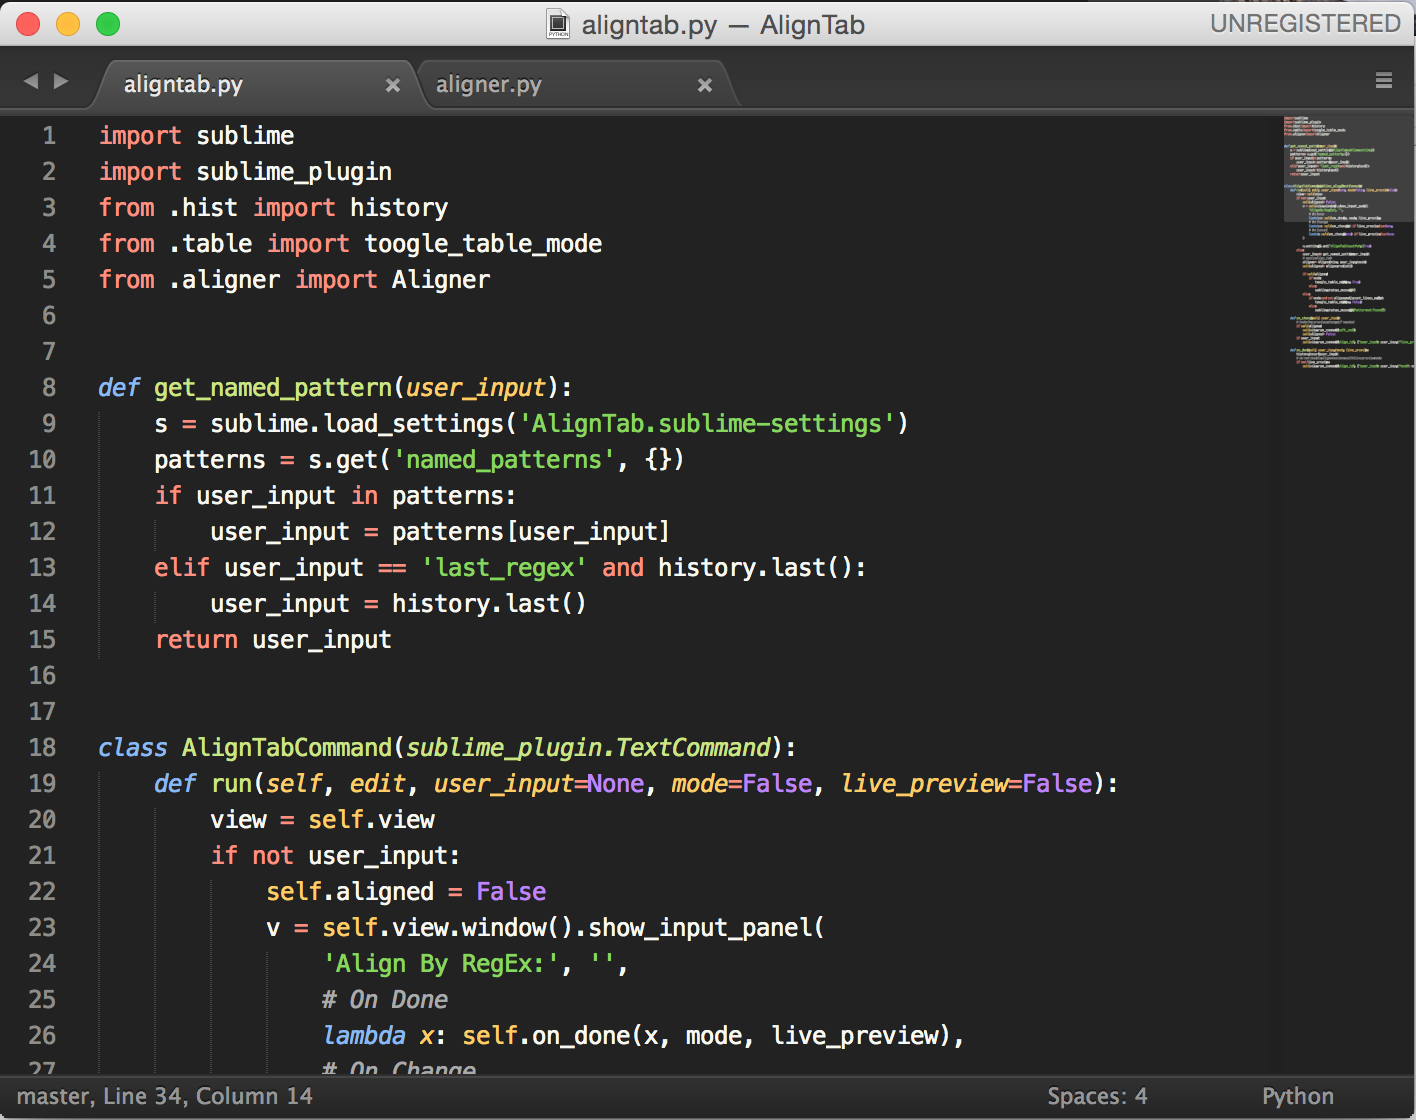 aligntab.py — AlignTab
UNREGISTERED
aligntab.py
aligner.py
1 import sublime
2 import sublime_plugin
3 from .hist import history
4 from .table import toogle_table_mode
5 from .aligner import Aligner
6
7
8 def get_named_pattern(user_input):
9     s = sublime.load_settings('AlignTab.sublime-settings')
10     patterns = s.get('named_patterns', {})
11     if user_input in patterns:
12         user_input = patterns[user_input]
13     elif user_input == 'last_regex' and history.last():
14         user_input = history.last()
15     return user_input
16
17
18 class AlignTabCommand(sublime_plugin.TextCommand):
19     def run(self, edit, user_input=None, mode=False, live_preview=False):
20         view = self.view
21         if not user_input:
22             self.aligned = False
23             v = self.view.window().show_input_panel(
24                 'Align By RegEx:', '',
25                 # On Done
26                 lambda x: self.on_done(x, mode, live_preview),
27                 # On Change
master, Line 34, Column 14
Spaces: 4
Python